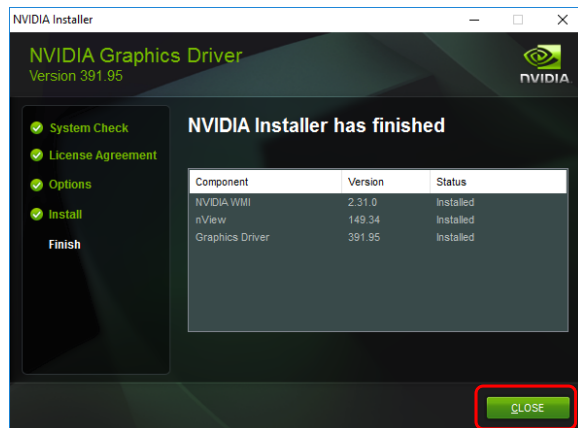 NVIDIA Installer
NVIDIA Graphics Driver
Version 391.95
NVIDIA.
System Check
License Agreement
Options
Install
Finish
NVIDIA Installer has finished
Component Version Status
NVIDIA WMI 2.31.0 Installed
nView 149.34 Installed
Graphics Driver 391.95 Installed
CLOSE